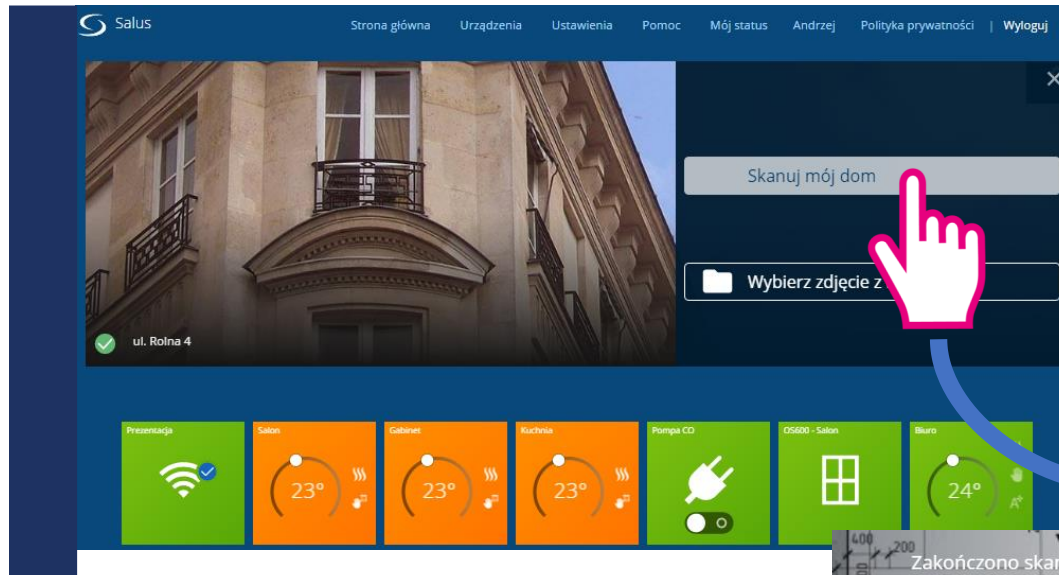 Salus
Strona główna Urządzenia Ustawienia Pomoc Mój status Andrzej Polityka prywatności | Wyloguj
Skanuj mój dom
Wybierz zdjęcie z
ul. Rolna 4
Prezentacja Salon Gabinet Kuchnia Pompa CO OS600 - Salon Biuro
23° 23° 23° 24°
400
200
Zakończono